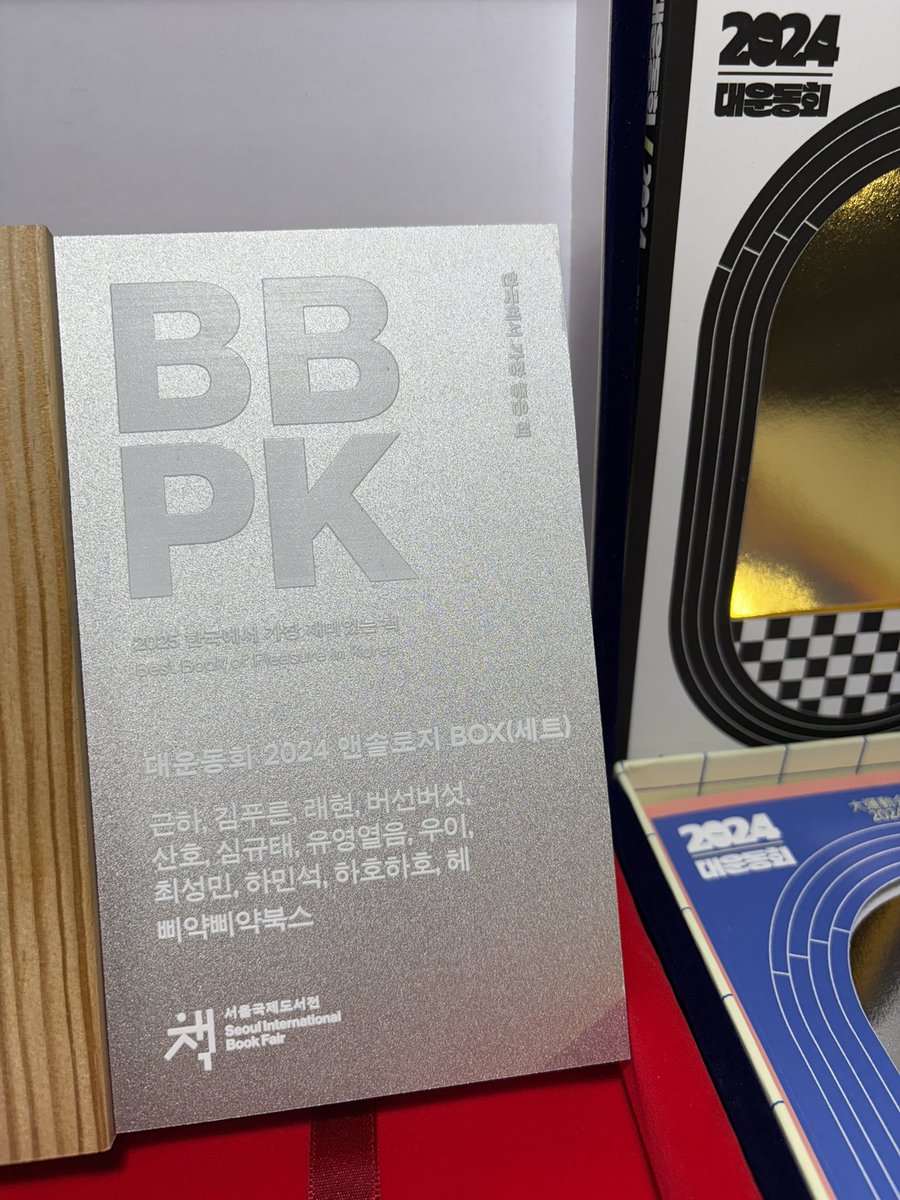 BB
PK
한국에서 가장 좋은 책
2025 한국에서 가장 재미있는 책
Best Book of Pleasure in Korea
대운동회 2024 앤솔로지 BOX(세트)
근하, 김푸른, 래현, 버선버섯,
산호, 심규태, 유영열음, 우이,
최성민, 하민석, 하호하호, 헤
삐약삐약북스
책
서울국제도서전
Seoul International
Book Fair
2024
대운동회
2024
대운동회